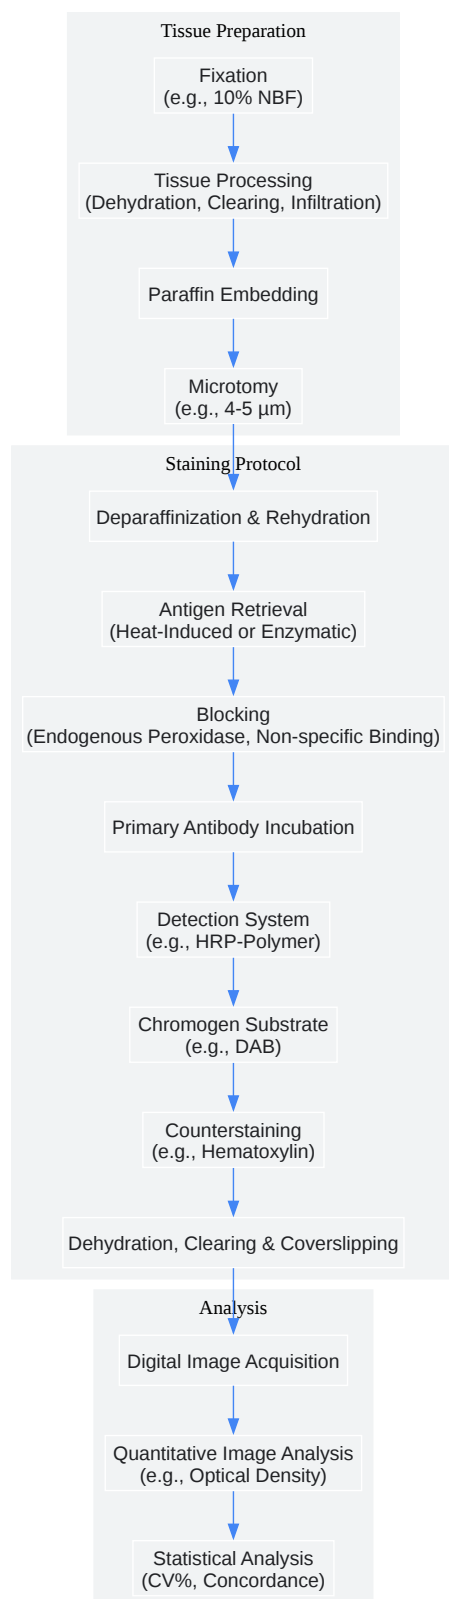 Tissue Preparation
Fixation
(e.g., 10% NBF)
Tissue Processing
(Dehydration, Clearing, Infiltration)
Paraffin Embedding
Microtomy
(e.g., 4-5 µm)
Staining Protocol
Deparaffinization & Rehydration
Antigen Retrieval
(Heat-Induced or Enzymatic)
Blocking
(Endogenous Peroxidase, Non-specific Binding)
Primary Antibody Incubation
Detection System
(e.g., HRP-Polymer)
Chromogen Substrate
(e.g., DAB)
Counterstaining
(e.g., Hematoxylin)
Dehydration, Clearing & Coverslipping
Analysis
Digital Image Acquisition
Quantitative Image Analysis
(e.g., Optical Density)
Statistical Analysis
(CV%, Concordance)